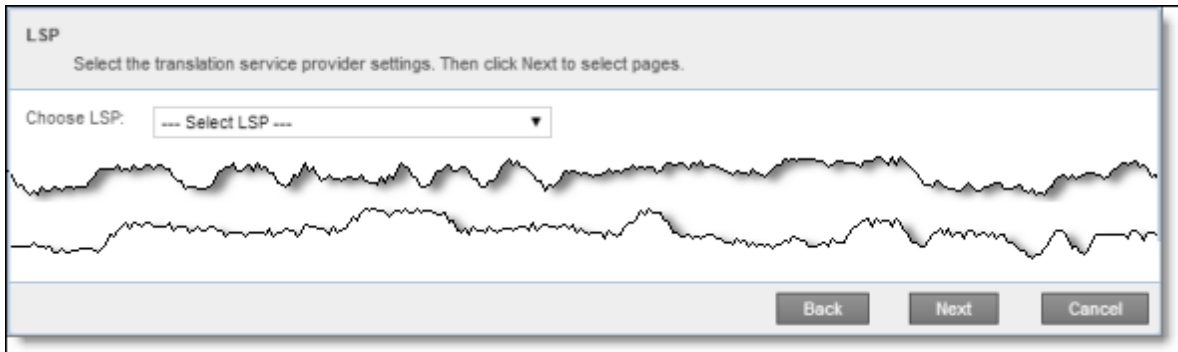 LSP
Select the translation service provider settings. Then click Next to select pages.
Choose LSP: --- Select LSP ---
Back Next Cancel